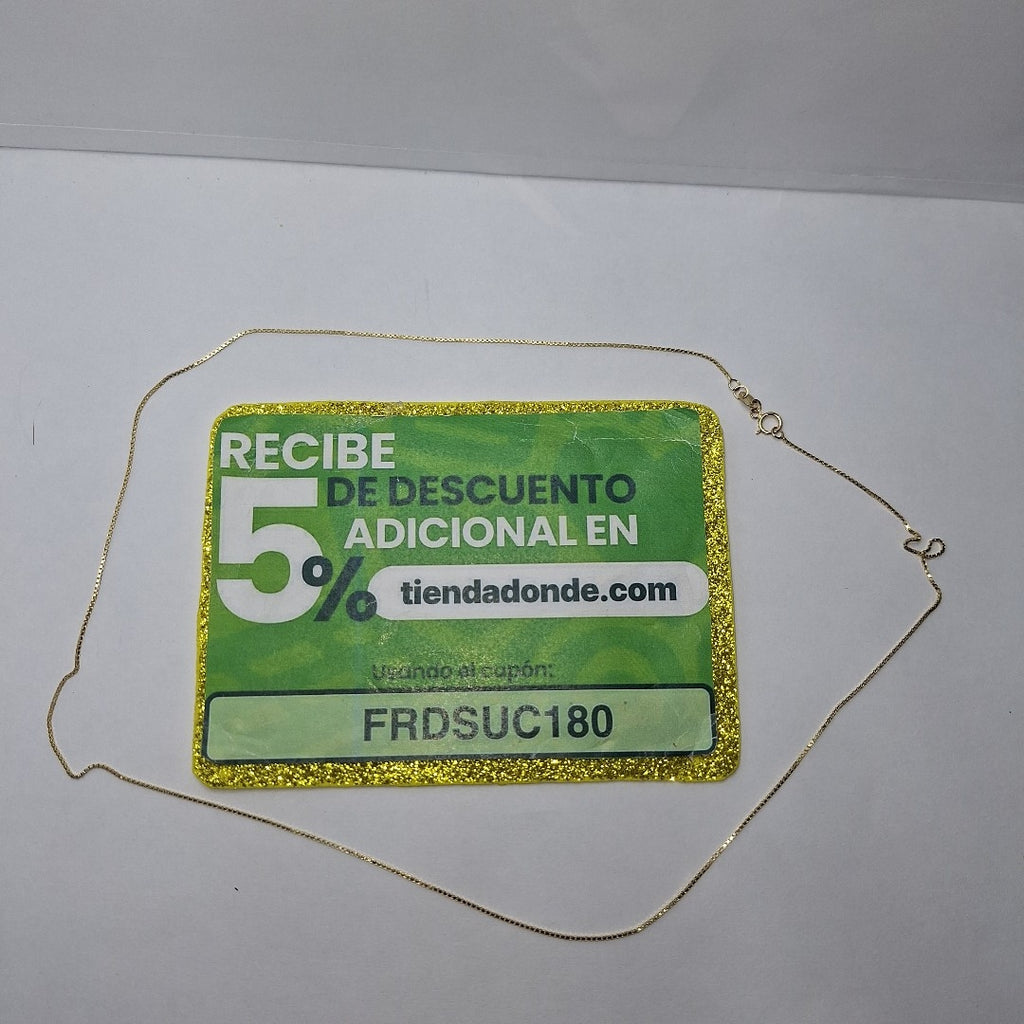 RECIBE
5% DE DESCUENTO
ADICIONAL EN
tiendadonde.com
Usando el cupón:
FRDSUC180